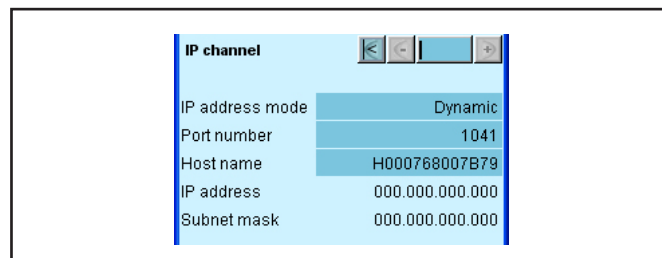 IP channel
IP address mode Dynamic
Port number 1041
Host name H000768007B79
IP address 000.000.000.000
Subnet mask 000.000.000.000